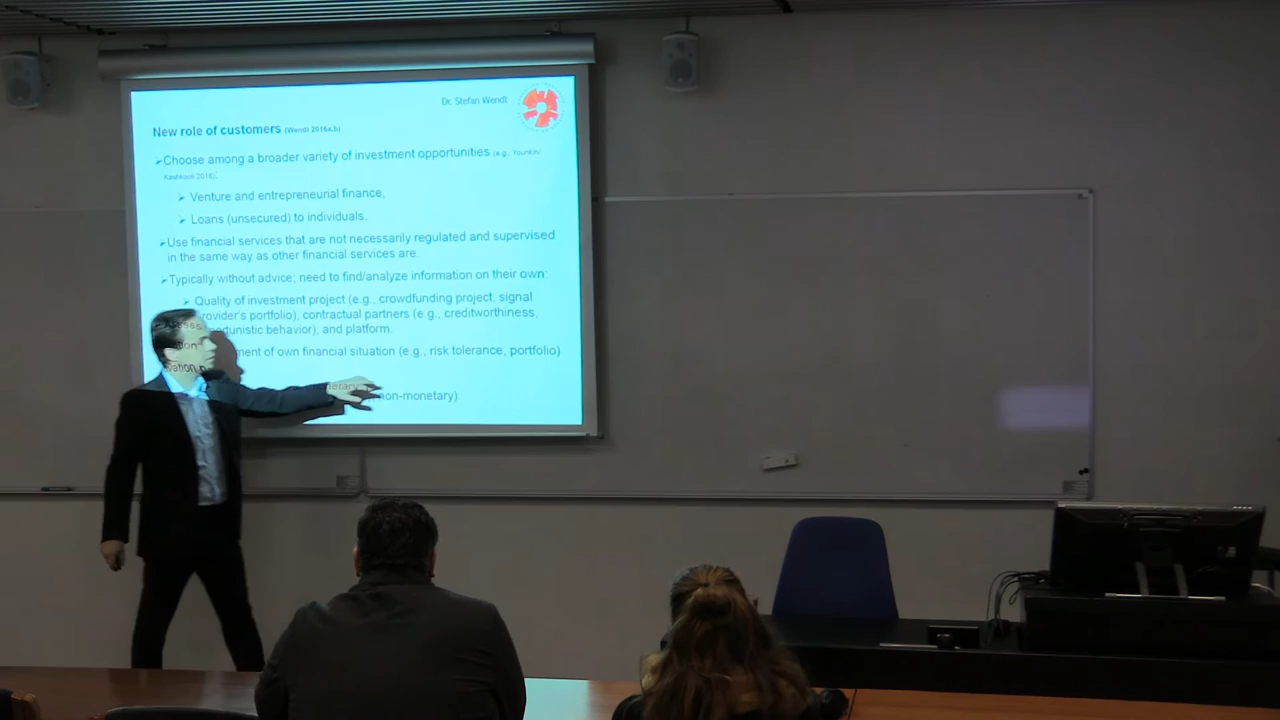 Dr. Stefan Wendt
New role of customers (Wendt 2016a,b)
➢Choose among a broader variety of investment opportunities (e.g., Younkin/
Kashkooli 2016):
➢ Venture and entrepreneurial finance,
➢ Loans (unsecured) to individuals.
➢Use financial services that are not necessarily regulated and supervised
in the same way as other financial services are.
➢Typically without advice; need to find/analyze information on their own:
➢ Quality of investment project (e.g., crowdfunding project, signal
rovider's portfolio), contractual partners (e.g., creditworthiness,
rtunistic behavior), and platform.
ment of own financial situation (e.g., risk tolerance, portfolio)
non-monetary).